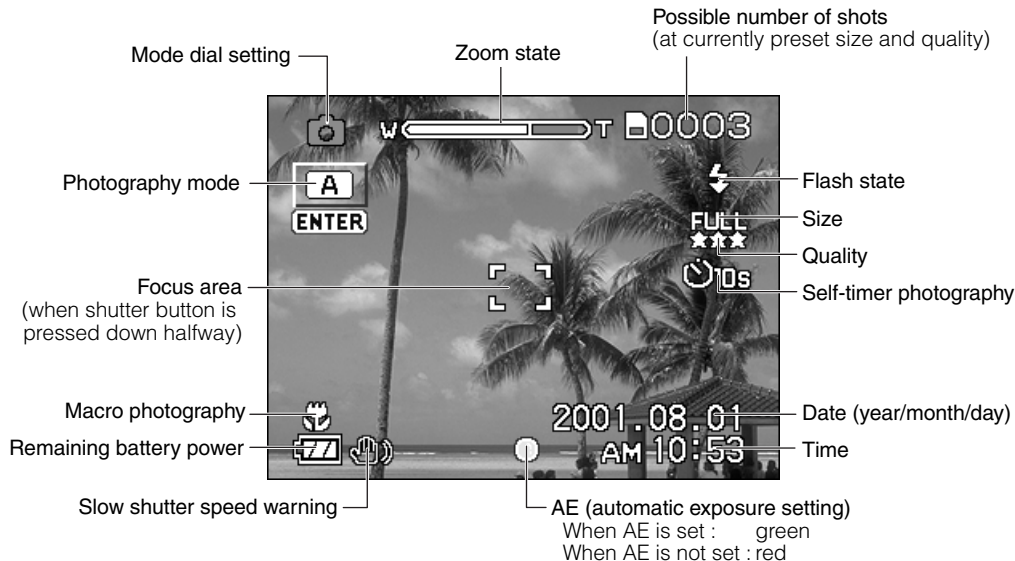 Possible number of shots
(at currently preset size and quality)
Mode dial setting
Zoom state
W T 0003
Photography mode
A
ENTER
Flash state
FULL
Size
Quality
10s
Self-timer photography
Focus area
(when shutter button is
pressed down halfway)
Macro photography
2001.08.01
Date (year/month/day)
Remaining battery power
AM 10:53
Time
Slow shutter speed warning
AE (automatic exposure setting)
When AE is set : green
When AE is not set : red